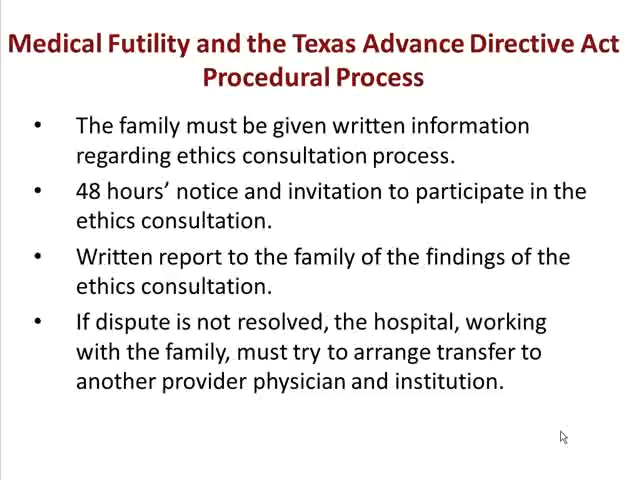 Medical Futility and the Texas Advance Directive Act
Procedural Process
• The family must be given written information
regarding ethics consultation process.
• 48 hours’ notice and invitation to participate in the
ethics consultation.
• Written report to the family of the findings of the
ethics consultation.
• If dispute is not resolved, the hospital, working
with the family, must try to arrange transfer to
another provider physician and institution.